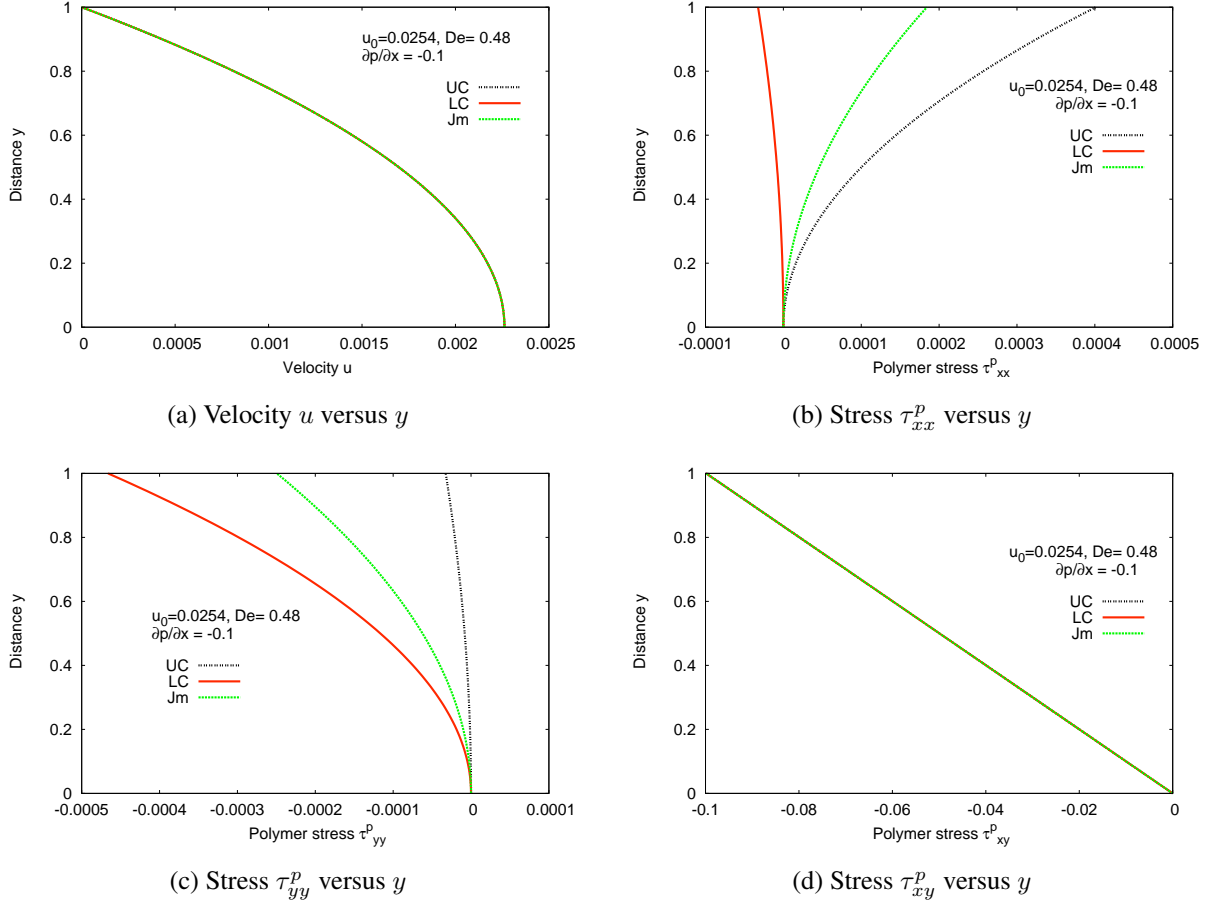 Distance y
1
0.8
0.6
0.4
0.2
0
u0=0.0254, De= 0.48
∂p/∂x = -0.1
UC
LC
Jm
0 0.0005 0.001 0.0015 0.002 0.0025
Velocity u
(a) Velocity u versus y
Distance y
1
0.8
0.6
0.4
0.2
0
u0=0.0254, De= 0.48
∂p/∂x = -0.1
UC
LC
Jm
-0.0001 0 0.0001 0.0002 0.0003 0.0004 0.0005
Polymer stress τ^p_xx
(b) Stress τ^p_xx versus y
Distance y
1
0.8
0.6
0.4
0.2
0
u0=0.0254, De= 0.48
∂p/∂x = -0.1
UC
LC
Jm
-0.0005 -0.0004 -0.0003 -0.0002 -0.0001 0 0.0001
Polymer stress τ^p_yy
(c) Stress τ^p_yy versus y
Distance y
1
0.8
0.6
0.4
0.2
0
u0=0.0254, De= 0.48
∂p/∂x = -0.1
UC
LC
Jm
-0.1 -0.08 -0.06 -0.04 -0.02 0
Polymer stress τ^p_xy
(d) Stress τ^p_xy versus y